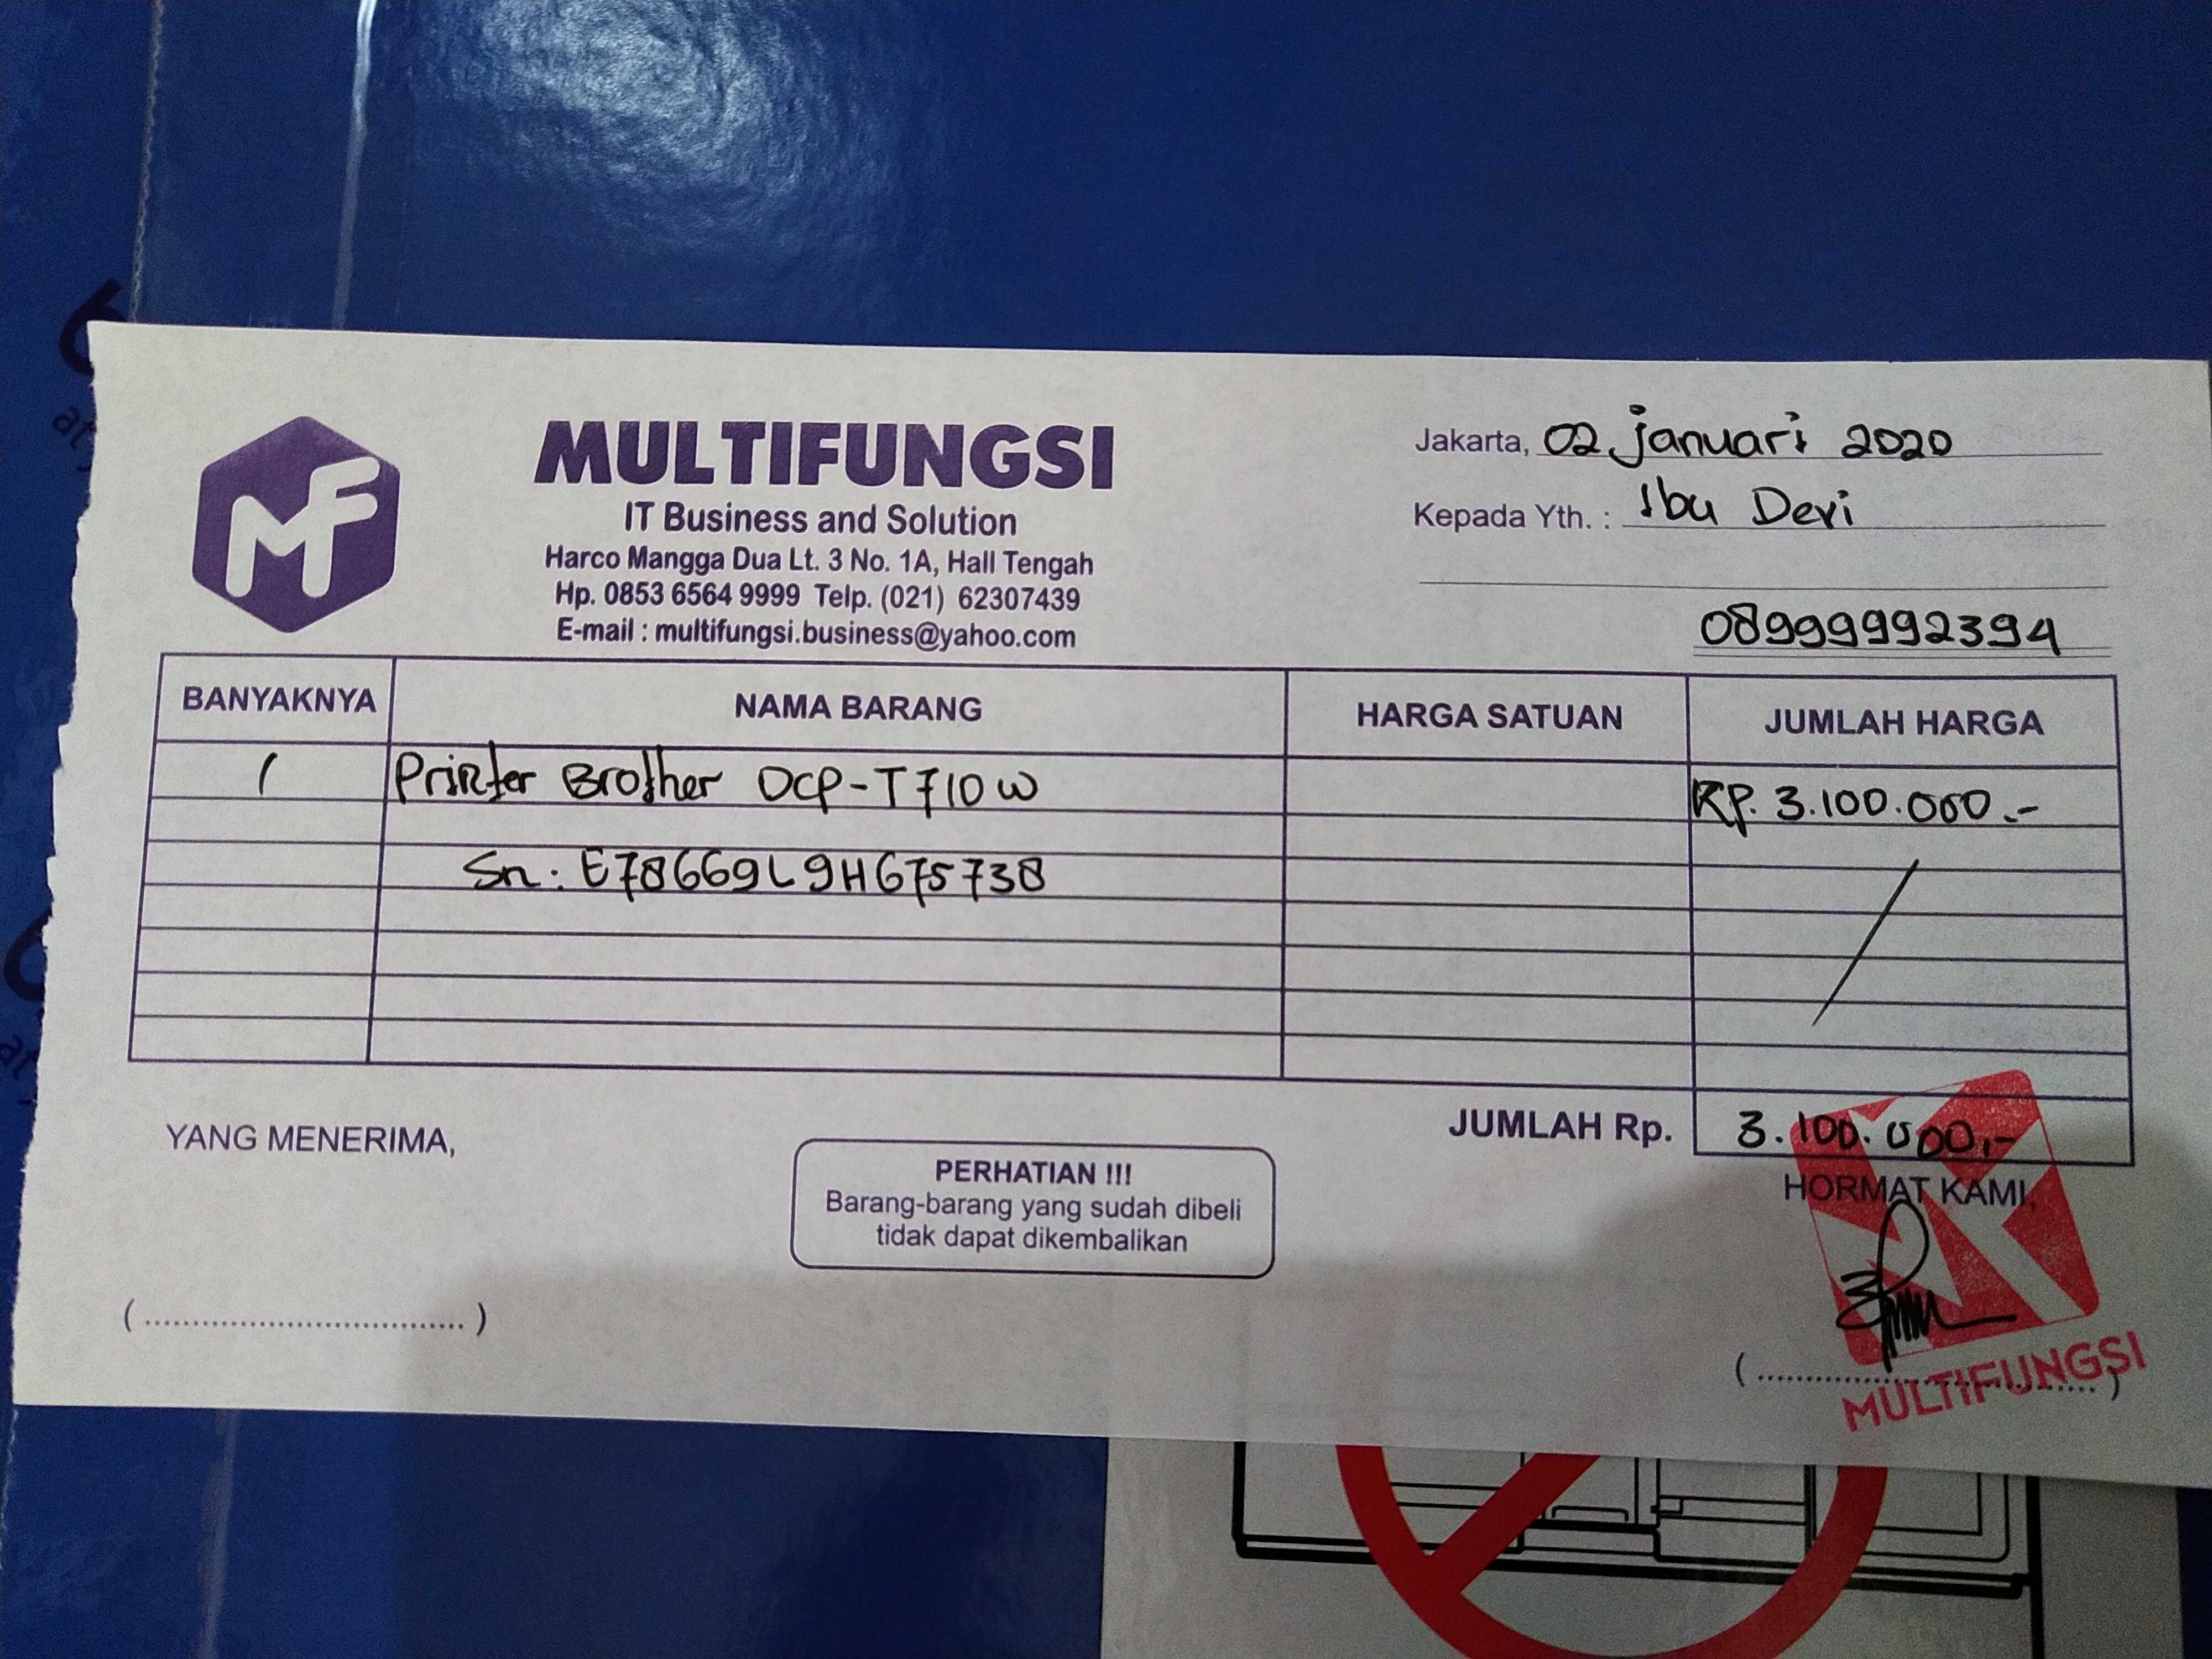 MF
MULTIFUNGSI
IT Business and Solution
Harco Mangga Dua Lt. 3 No. 1A, Hall Tengah
Hp. 0853 6564 9999 Telp. (021) 62307439
E-mail : multifungsi.business@yahoo.com
Jakarta, 02 januari 2020
Kepada Yth. : Ibu Devi
08999992394
BANYAKNYA NAMA BARANG HARGA SATUAN JUMLAH HARGA
1 Printer Brother DCP-T710W RP. 3.100.000.-
Sn: E78669L9H675738
JUMLAH Rp. 3.100.000,-
YANG MENERIMA,
PERHATIAN !!!
Barang-barang yang sudah dibeli
tidak dapat dikembalikan
HORMAT KAMI,
( .................................. )
( .................................. )
MULTIFUNGSI